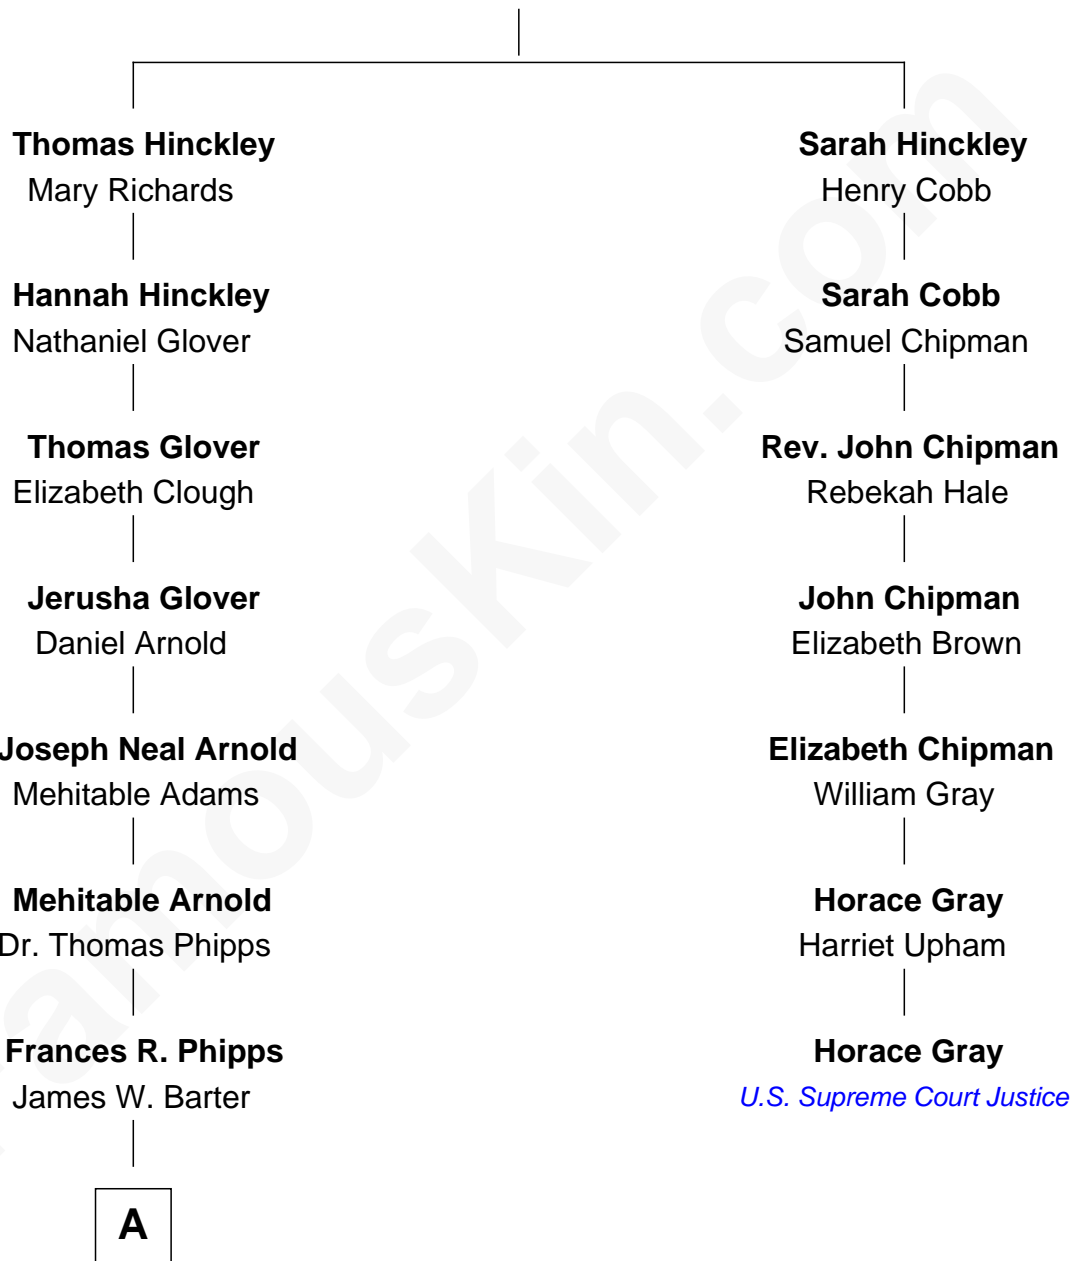 Thomas Hinckley
Mary Richards
Hannah Hinckley
Nathaniel Glover
Thomas Glover
Elizabeth Clough
Jerusha Glover
Daniel Arnold
Joseph Neal Arnold
Mehitable Adams
Mehitable Arnold
Dr. Thomas Phipps
Frances R. Phipps
James W. Barter
A
Sarah Hinckley
Henry Cobb
Sarah Cobb
Samuel Chipman
Rev. John Chipman
Rebekah Hale
John Chipman
Elizabeth Brown
Elizabeth Chipman
William Gray
Horace Gray
Harriet Upham
Horace Gray
U.S. Supreme Court Justice
FamousKin.com